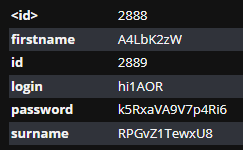 <id> 2888
firstname A4LbK2zW
id 2889
login hi1AOR
password k5RxaVA9V7p4Ri6
surname RPGvZ1TewxU8